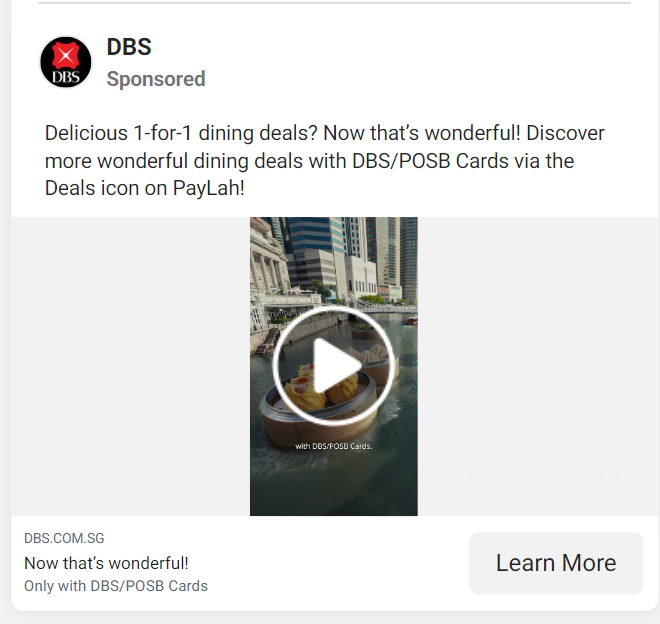 DBS
DBS
Sponsored
Delicious 1-for-1 dining deals? Now that’s wonderful! Discover
more wonderful dining deals with DBS/POSB Cards via the
Deals icon on PayLah!
with DBS/POSB Cards.
DBS.COM.SG
Now that’s wonderful!
Only with DBS/POSB Cards
Learn More